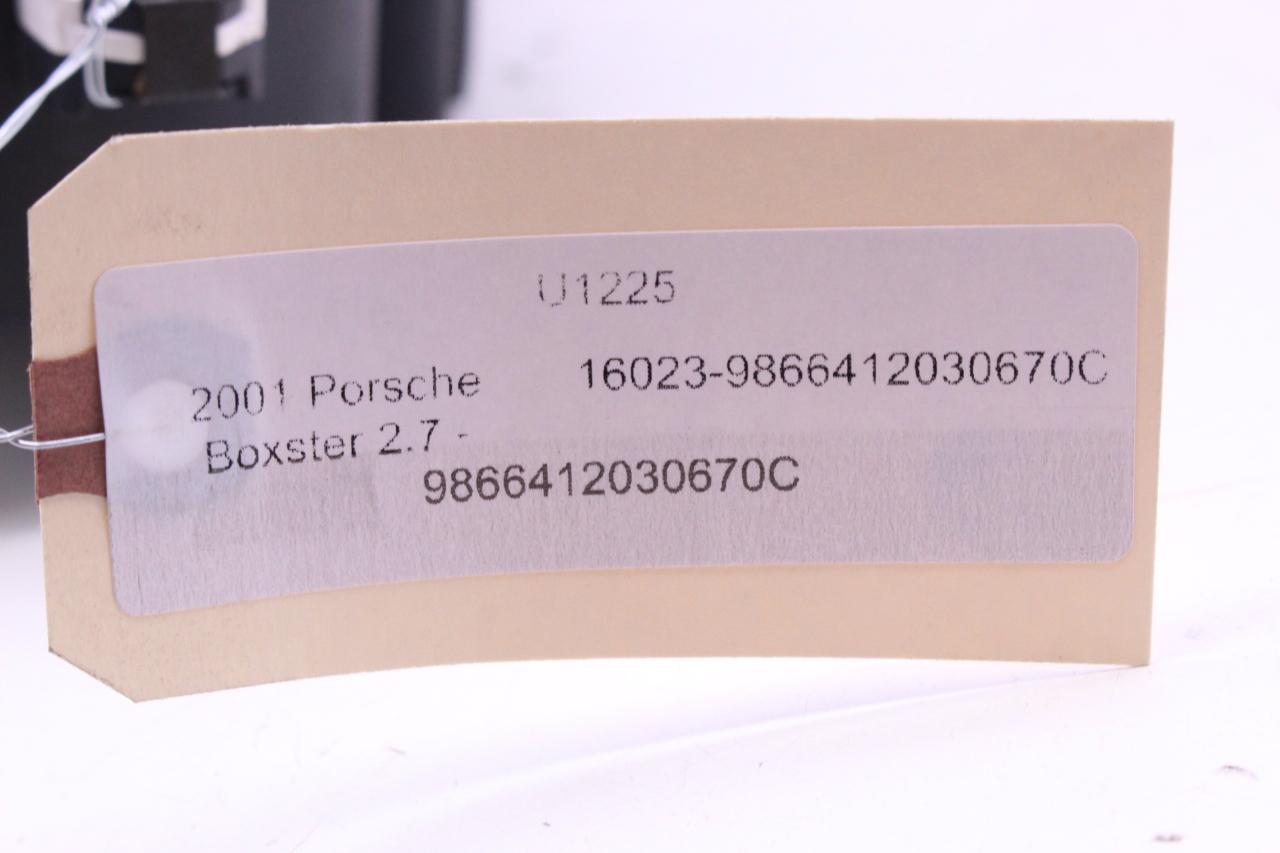 U1225
2001 Porsche 16023-9866412030670C
Boxster 2.7 -
9866412030670C